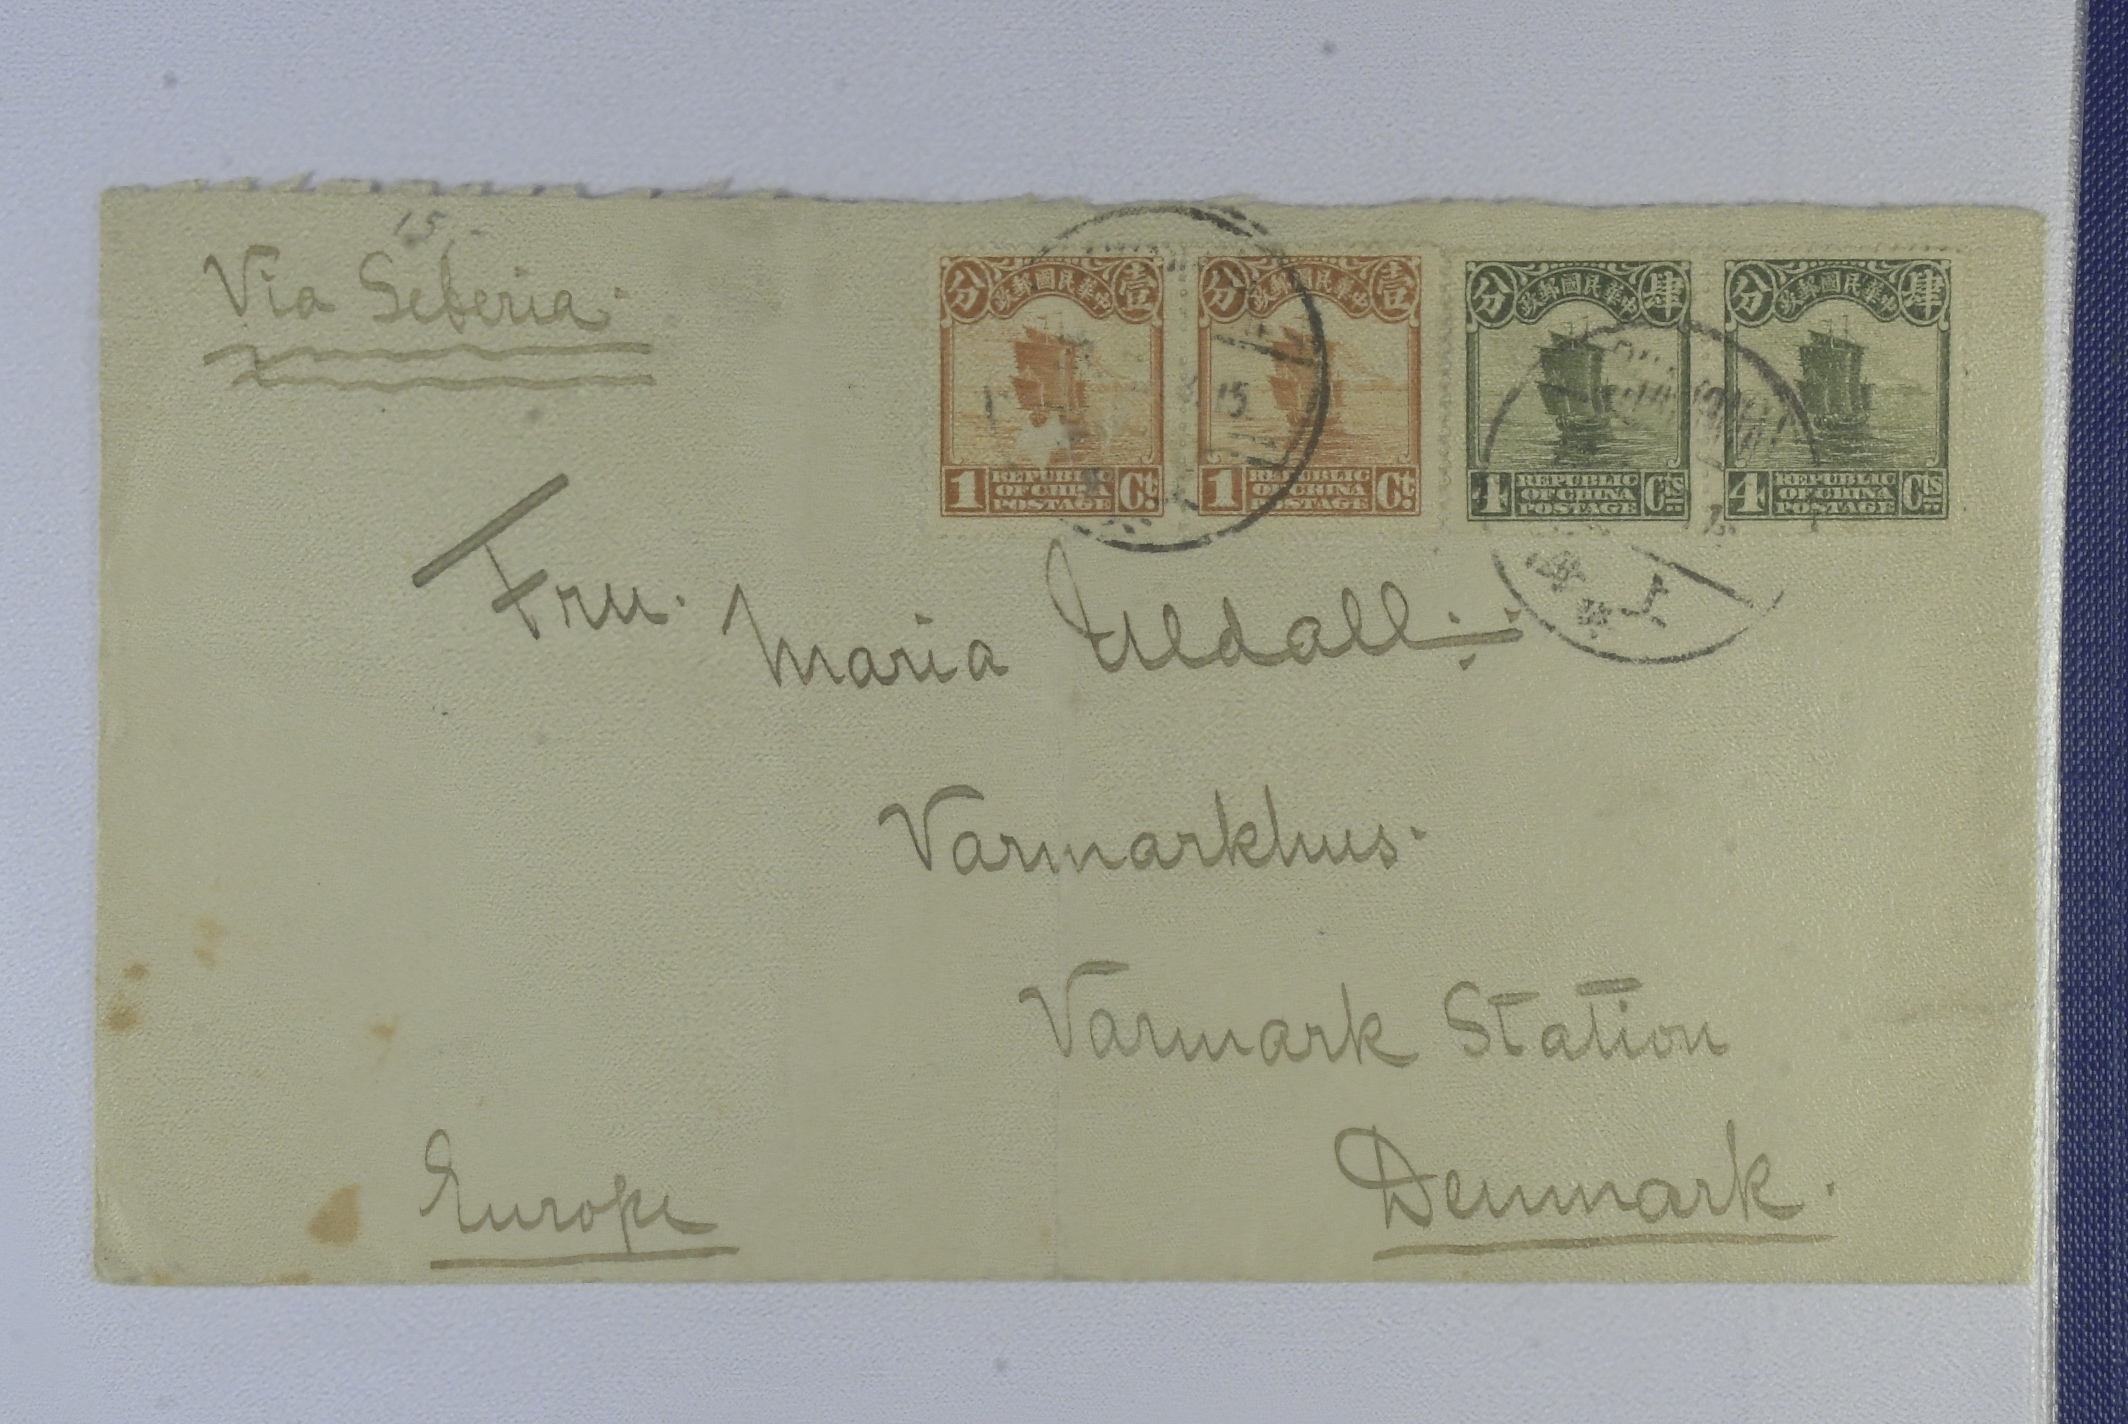 15
Via Seberia.
分 中華民國郵政 壹
1 REPUBLIC OF CHINA POSTAGE Ct.
分 中華民國郵政 壹
1 REPUBLIC OF CHINA POSTAGE Ct.
分 中華民國郵政 肆
4 REPUBLIC OF CHINA POSTAGE Cts
分 中華民國郵政 肆
4 REPUBLIC OF CHINA POSTAGE Cts
15
Fru. Maria Uldall.
Varmarkhus.
Varmark Station
Europe
Denmark.